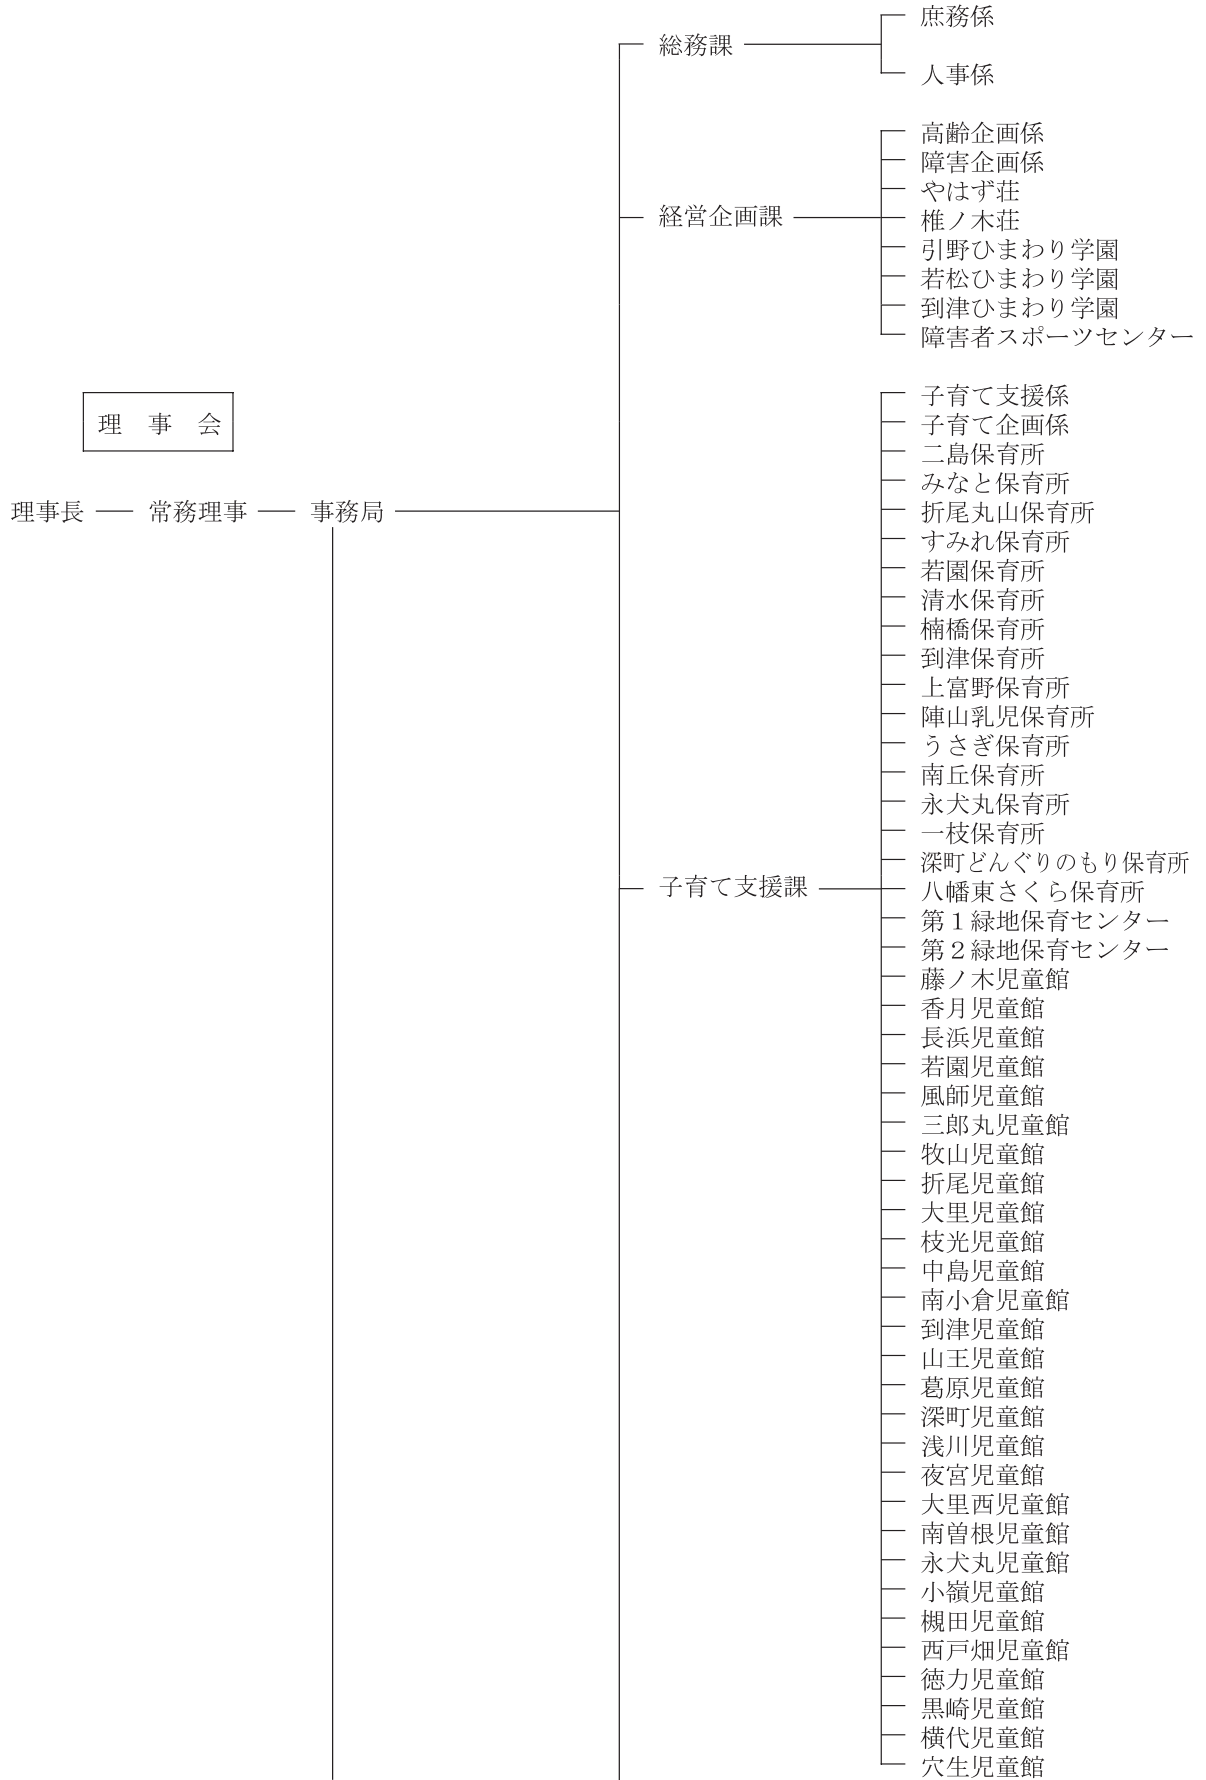 庶務係
総務課
人事係
高齢企画係
障害企画係
やはず荘
経営企画課
椎ノ木荘
引野ひまわり学園
若松ひまわり学園
到津ひまわり学園
障害者スポーツセンター
理事会
理事長
常務理事
事務局
子育て支援係
子育て企画係
二島保育所
みなと保育所
折尾丸山保育所
すみれ保育所
若園保育所
清水保育所
楠橋保育所
到津保育所
上富野保育所
陣山乳児保育所
うさぎ保育所
南丘保育所
永犬丸保育所
一枝保育所
深町どんぐりのもり保育所
子育て支援課
八幡東さくら保育所
第1緑地保育センター
第2緑地保育センター
藤ノ木児童館
香月児童館
長浜児童館
若園児童館
風師児童館
三郎丸児童館
牧山児童館
折尾児童館
大里児童館
枝光児童館
中島児童館
南小倉児童館
到津児童館
山王児童館
葛原児童館
深町児童館
浅川児童館
夜宮児童館
大里西児童館
南曽根児童館
永犬丸児童館
小嶺児童館
槻田児童館
西戸畑児童館
徳力児童館
黒崎児童館
横代児童館
穴生児童館